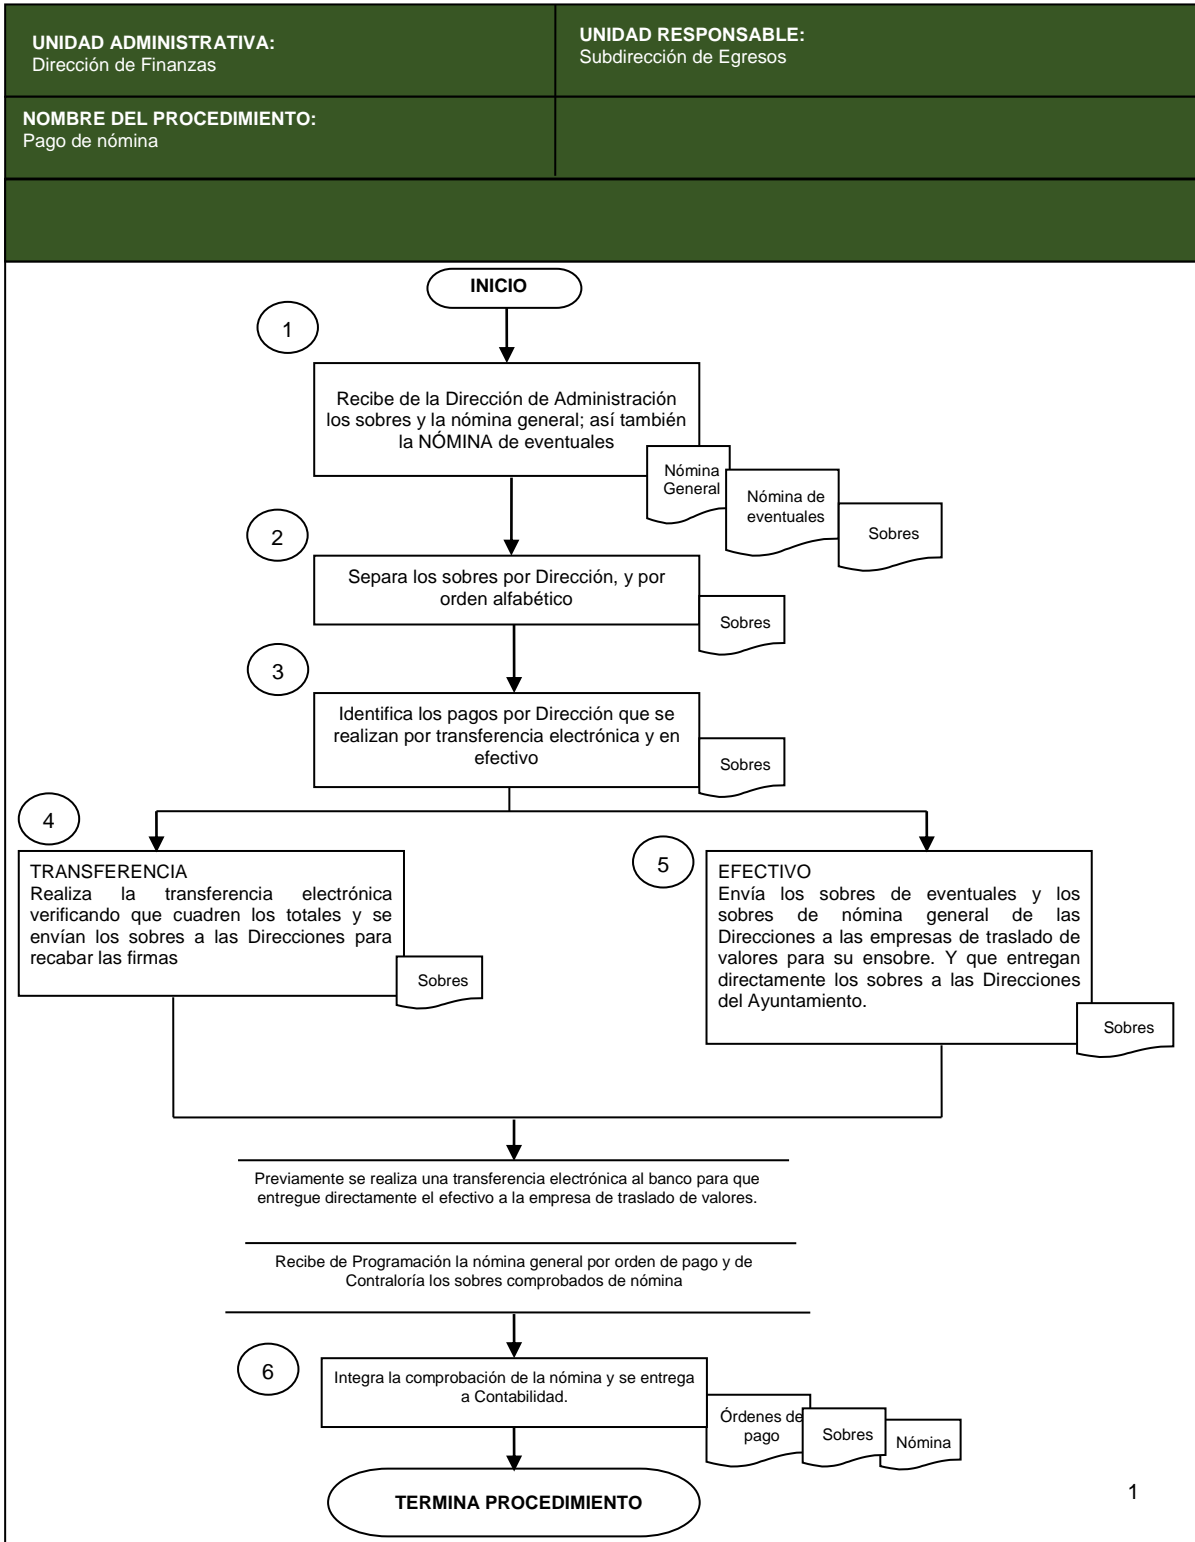 UNIDAD ADMINISTRATIVA:
Dirección de Finanzas
UNIDAD RESPONSABLE:
Subdirección de Egresos
NOMBRE DEL PROCEDIMIENTO:
Pago de nómina
INICIO
1
Recibe de la Dirección de Administración
los sobres y la nómina general; así también
la NÓMINA de eventuales
Nómina
General
Nómina de
eventuales
Sobres
2
Separa los sobres por Dirección, y por
orden alfabético
Sobres
3
Identifica los pagos por Dirección que se
realizan por transferencia electrónica y en
efectivo
Sobres
4
TRANSFERENCIA
Realiza la transferencia electrónica
verificando que cuadren los totales y se
envían los sobres a las Direcciones para
recabar las firmas
Sobres
5
EFECTIVO
Envía los sobres de eventuales y los
sobres de nómina general de las
Direcciones a las empresas de traslado de
valores para su ensobre. Y que entregan
directamente los sobres a las Direcciones
del Ayuntamiento.
Sobres
Previamente se realiza una transferencia electrónica al banco para que
entregue directamente el efectivo a la empresa de traslado de valores.
Recibe de Programación la nómina general por orden de pago y de
Contraloría los sobres comprobados de nómina
6
Integra la comprobación de la nómina y se entrega
a Contabilidad.
Órdenes de
pago
Sobres
Nómina
TERMINA PROCEDIMIENTO
1